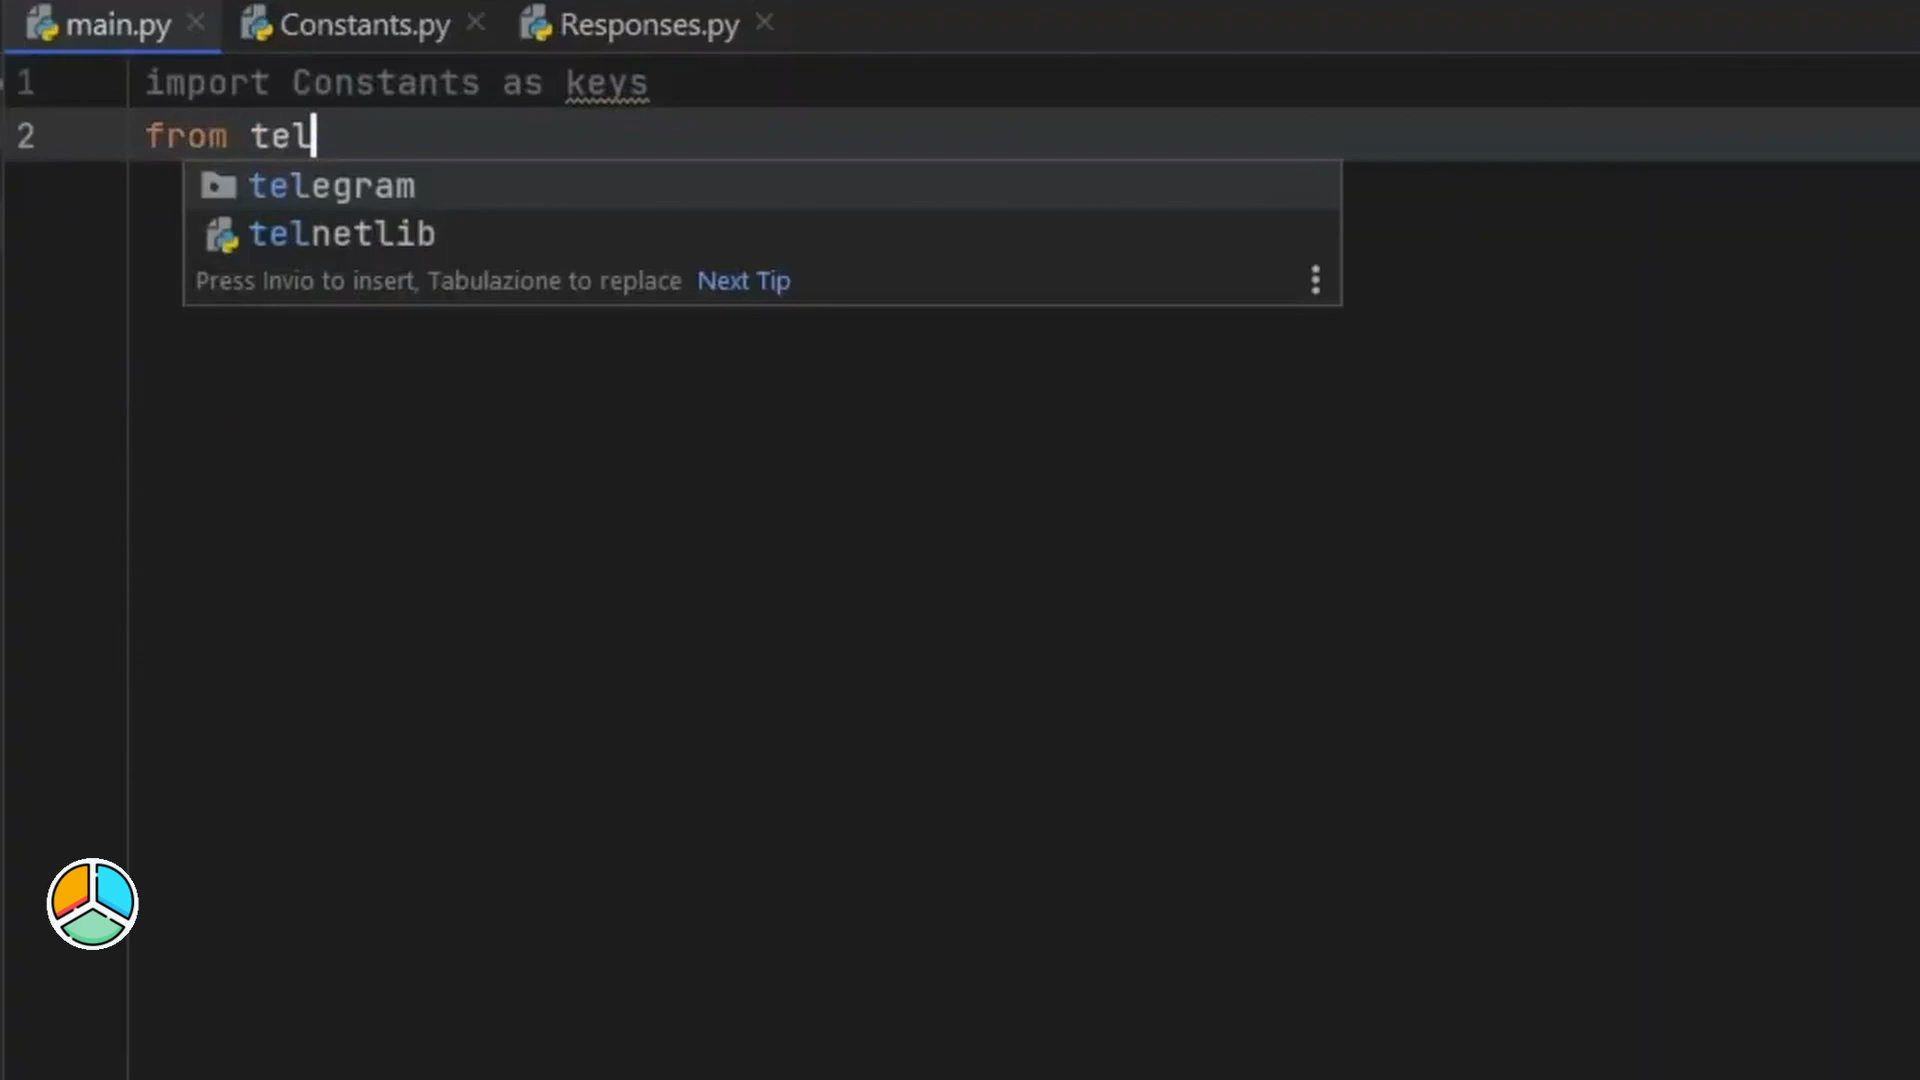 main.py Constants.py Responses.py
1 import Constants as keys
2 from tel
telegram
telnetlib
Press Invio to insert, Tabulazione to replace Next Tip